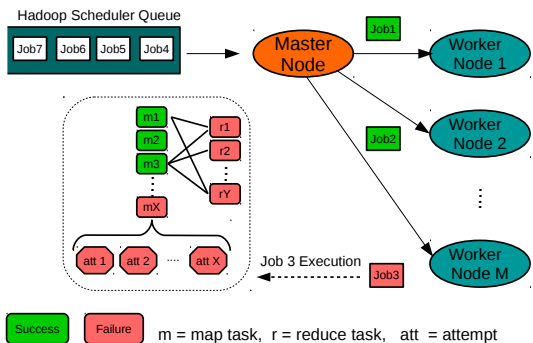 Hadoop Scheduler Queue
Job7 Job6 Job5 Job4
Master
Node
Job1
Worker
Node 1
Job2
Worker
Node 2
....
Worker
Node M
m1
m2
m3
....
mX
r1
r2
....
rY
att 1 att 2 .... att X
Job 3 Execution
Job3
Success Failure m = map task, r = reduce task, att = attempt